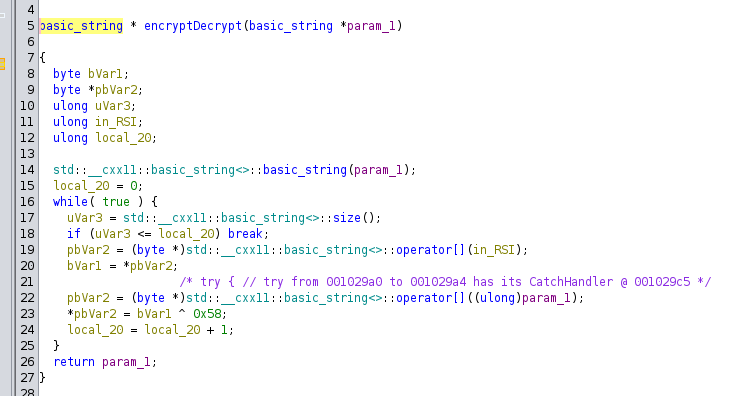 4
5 basic_string * encryptDecrypt(basic_string *param_1)
6
7 {
8 byte bVar1;
9 byte *pbVar2;
10 ulong uVar3;
11 ulong in_RSI;
12 ulong local_20;
13
14 std::__cxx11::basic_string<>::basic_string(param_1);
15 local_20 = 0;
16 while( true ) {
17 uVar3 = std::__cxx11::basic_string<>::size();
18 if (uVar3 <= local_20) break;
19 pbVar2 = (byte *)std::__cxx11::basic_string<>::operator[](in_RSI);
20 bVar1 = *pbVar2;
21 /* try { // try from 001029a0 to 001029a4 has its CatchHandler @ 001029c5 */
22 pbVar2 = (byte *)std::__cxx11::basic_string<>::operator[]((ulong)param_1);
23 *pbVar2 = bVar1 ^ 0x58;
24 local_20 = local_20 + 1;
25 }
26 return param_1;
27 }
28